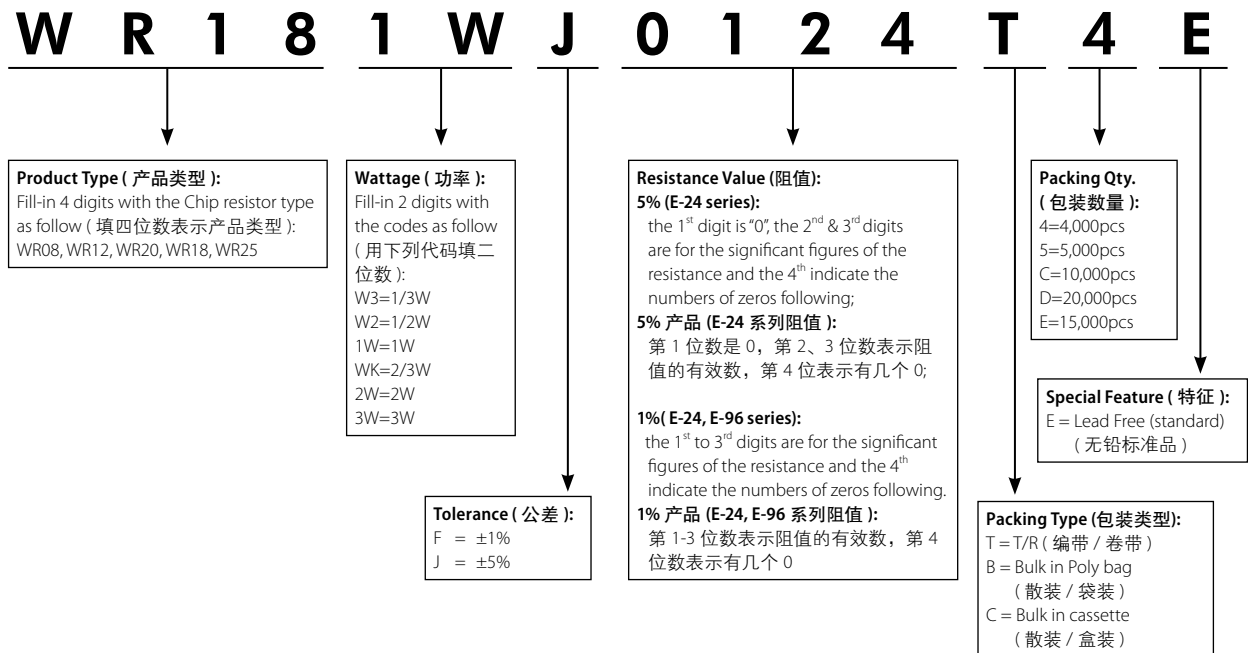 W R 1 8 1 W J 0 1 2 4 T 4 E
Product Type ( 产品类型 ):
Fill-in 4 digits with the Chip resistor type
as follow ( 填四位数表示产品类型 ):
WR08, WR12, WR20, WR18, WR25
Wattage ( 功率 ):
Fill-in 2 digits with
the codes as follow
( 用下列代码填二
位数 ):
W3=1/3W
W2=1/2W
1W=1W
WK=2/3W
2W=2W
3W=3W
Tolerance ( 公差 ):
F = ±1%
J = ±5%
Resistance Value (阻值):
5% (E-24 series):
the 1st digit is “0”, the 2nd & 3rd digits
are for the significant figures of the
resistance and the 4th indicate the
numbers of zeros following;
5% 产品 (E-24 系列阻值 ):
第 1 位数是 0，第 2、3 位数表示阻
值的有效数，第 4 位表示有几个 0;
1%( E-24, E-96 series):
the 1st to 3rd digits are for the significant
figures of the resistance and the 4th
indicate the numbers of zeros following.
1% 产品 (E-24, E-96 系列阻值 ):
第 1-3 位数表示阻值的有效数，第 4
位数表示有几个 0
Packing Qty.
( 包装数量 ):
4=4,000pcs
5=5,000pcs
C=10,000pcs
D=20,000pcs
E=15,000pcs
Special Feature ( 特征 ):
E = Lead Free (standard)
( 无铅标准品 )
Packing Type (包装类型):
T = T/R ( 编带 / 卷带 )
B = Bulk in Poly bag
( 散装 / 袋装 )
C = Bulk in cassette
( 散装 / 盒装 )